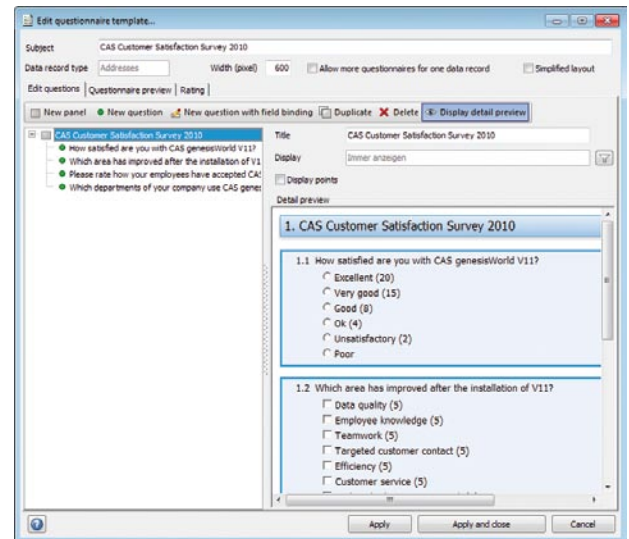 Edit questionnaire template...
Subject CAS Customer Satisfaction Survey 2010
Data record type Addresses Width (pixel) 600 Allow more questionnaires for one data record Simplified layout
Edit questions Questionnaire preview Rating
New panel New question New question with field binding Duplicate Delete Display detail preview
CAS Customer Satisfaction Survey 2010
How satisfied are you with CAS genesisWorld V11?
Which area has improved after the installation of V1
Please rate how your employees have accepted CAS
Which departments of your company use CAS genes
Title CAS Customer Satisfaction Survey 2010
Display Immer anzeigen
Display points
Detail preview
1. CAS Customer Satisfaction Survey 2010
1.1 How satisfied are you with CAS genesisWorld V11?
Excellent (20)
Very good (15)
Good (8)
Ok (4)
Unsatisfactory (2)
Poor
1.2 Which area has improved after the installation of V11?
Data quality (5)
Employee knowledge (5)
Teamwork (5)
Targeted customer contact (5)
Efficiency (5)
Customer service (5)
Apply Apply and close Cancel